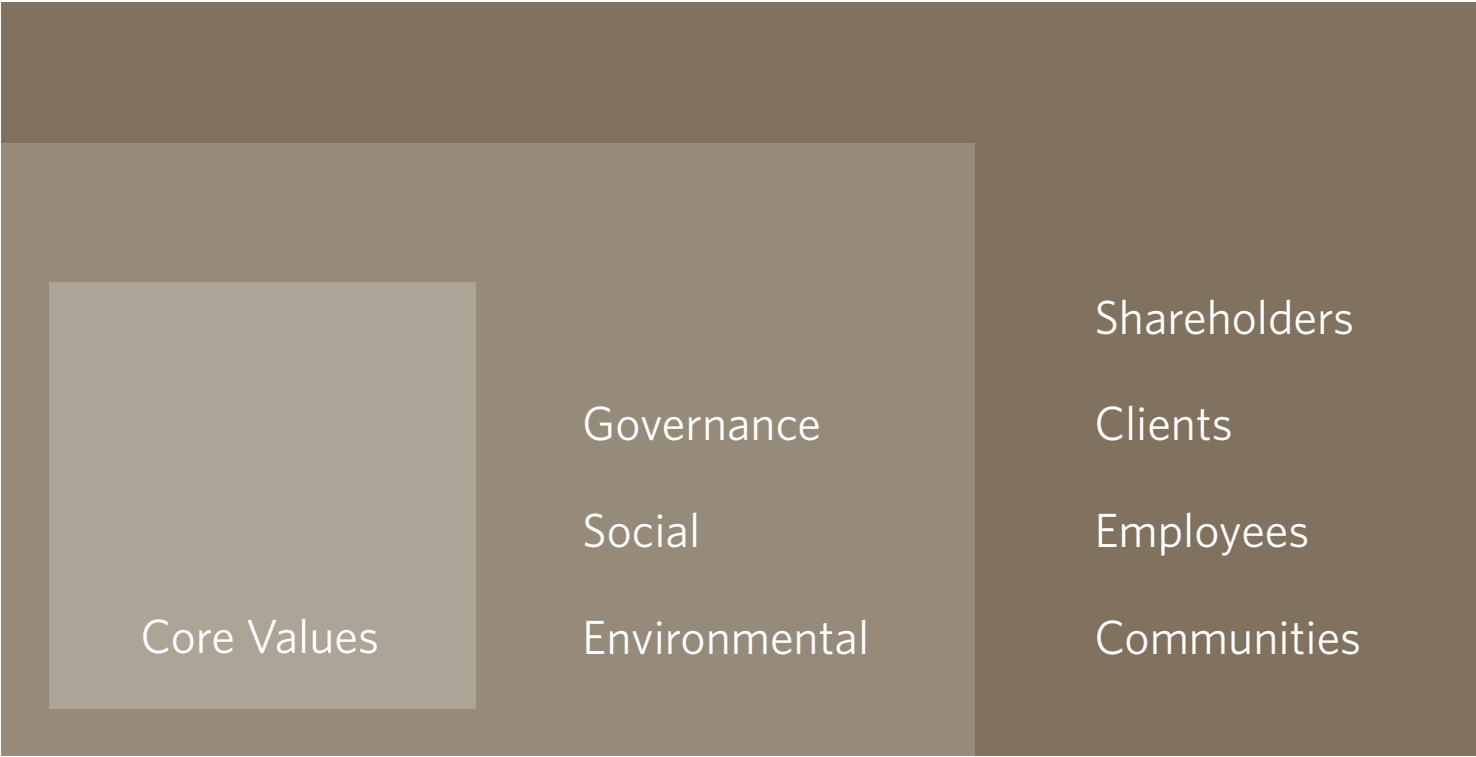 Core Values
Governance
Social
Environmental
Shareholders
Clients
Employees
Communities